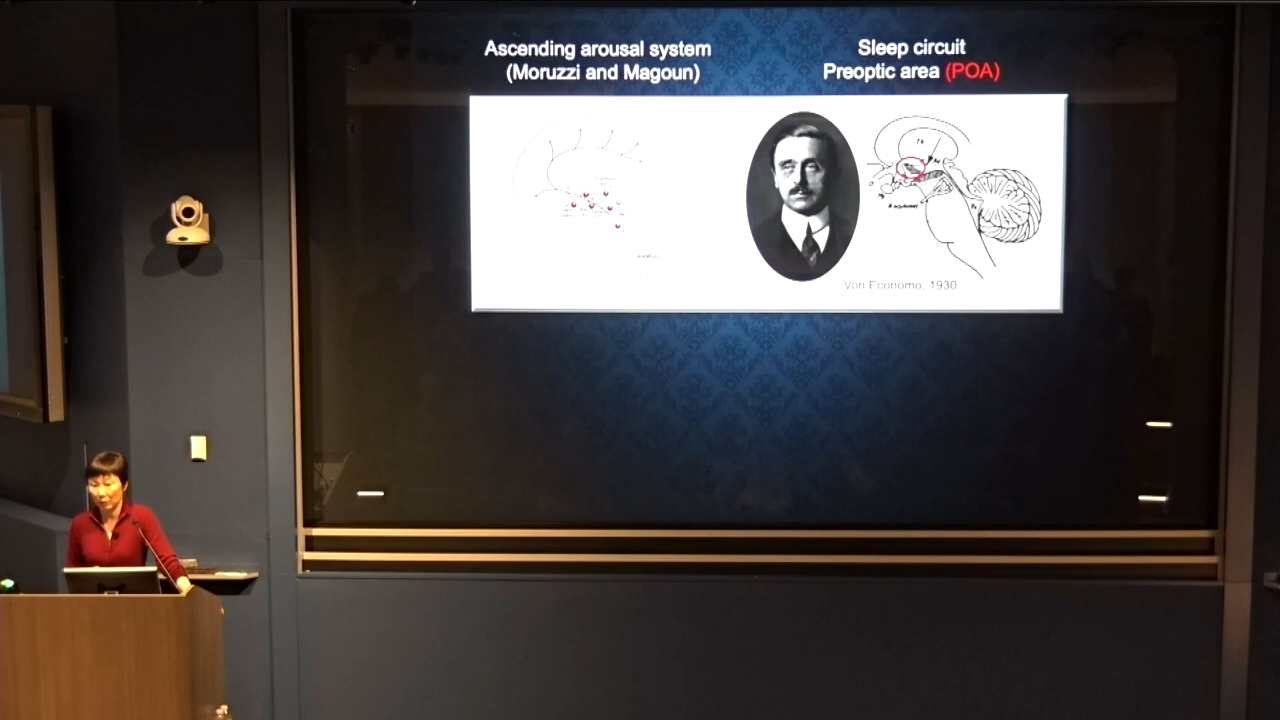 Ascending arousal system
(Moruzzi and Magoun)
Sleep circuit
Preoptic area (POA)
Von Economo, 1930